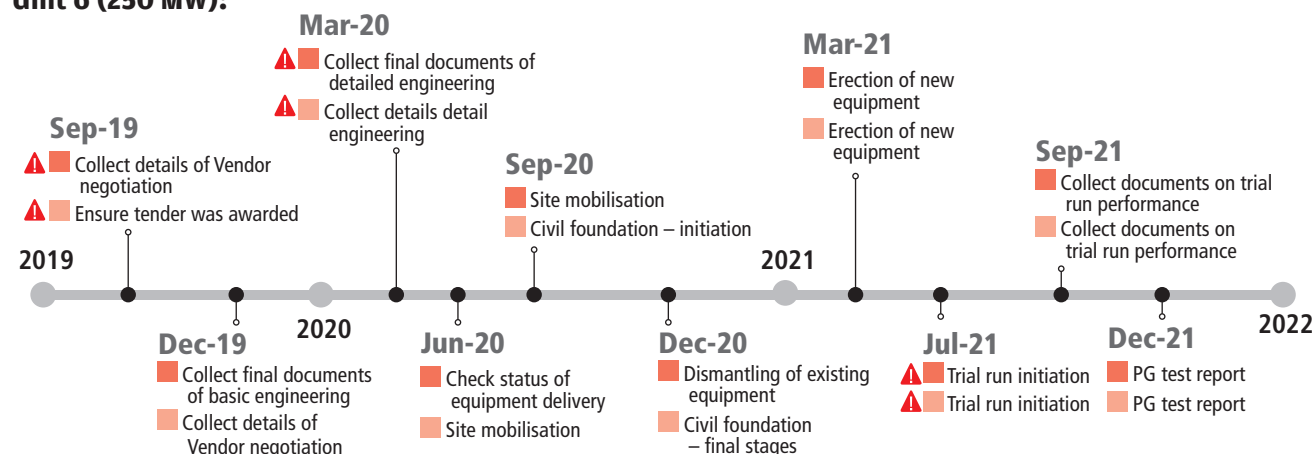 unit 6 (250 MW):
Mar-20
Collect final documents of
detailed engineering
Collect details detail
engineering
Mar-21
Erection of new
equipment
Erection of new
equipment
Sep-19
Collect details of Vendor
negotiation
Ensure tender was awarded
Sep-20
Site mobilisation
Civil foundation – initiation
Sep-21
Collect documents on trial
run performance
Collect documents on
trial run performance
2019
2020
2021
2022
Dec-19
Collect final documents
of basic engineering
Collect details of
Vendor negotiation
Jun-20
Check status of
equipment delivery
Site mobilisation
Dec-20
Dismantling of existing
equipment
Civil foundation
– final stages
Jul-21
Trial run initiation
Trial run initiation
Dec-21
PG test report
PG test report